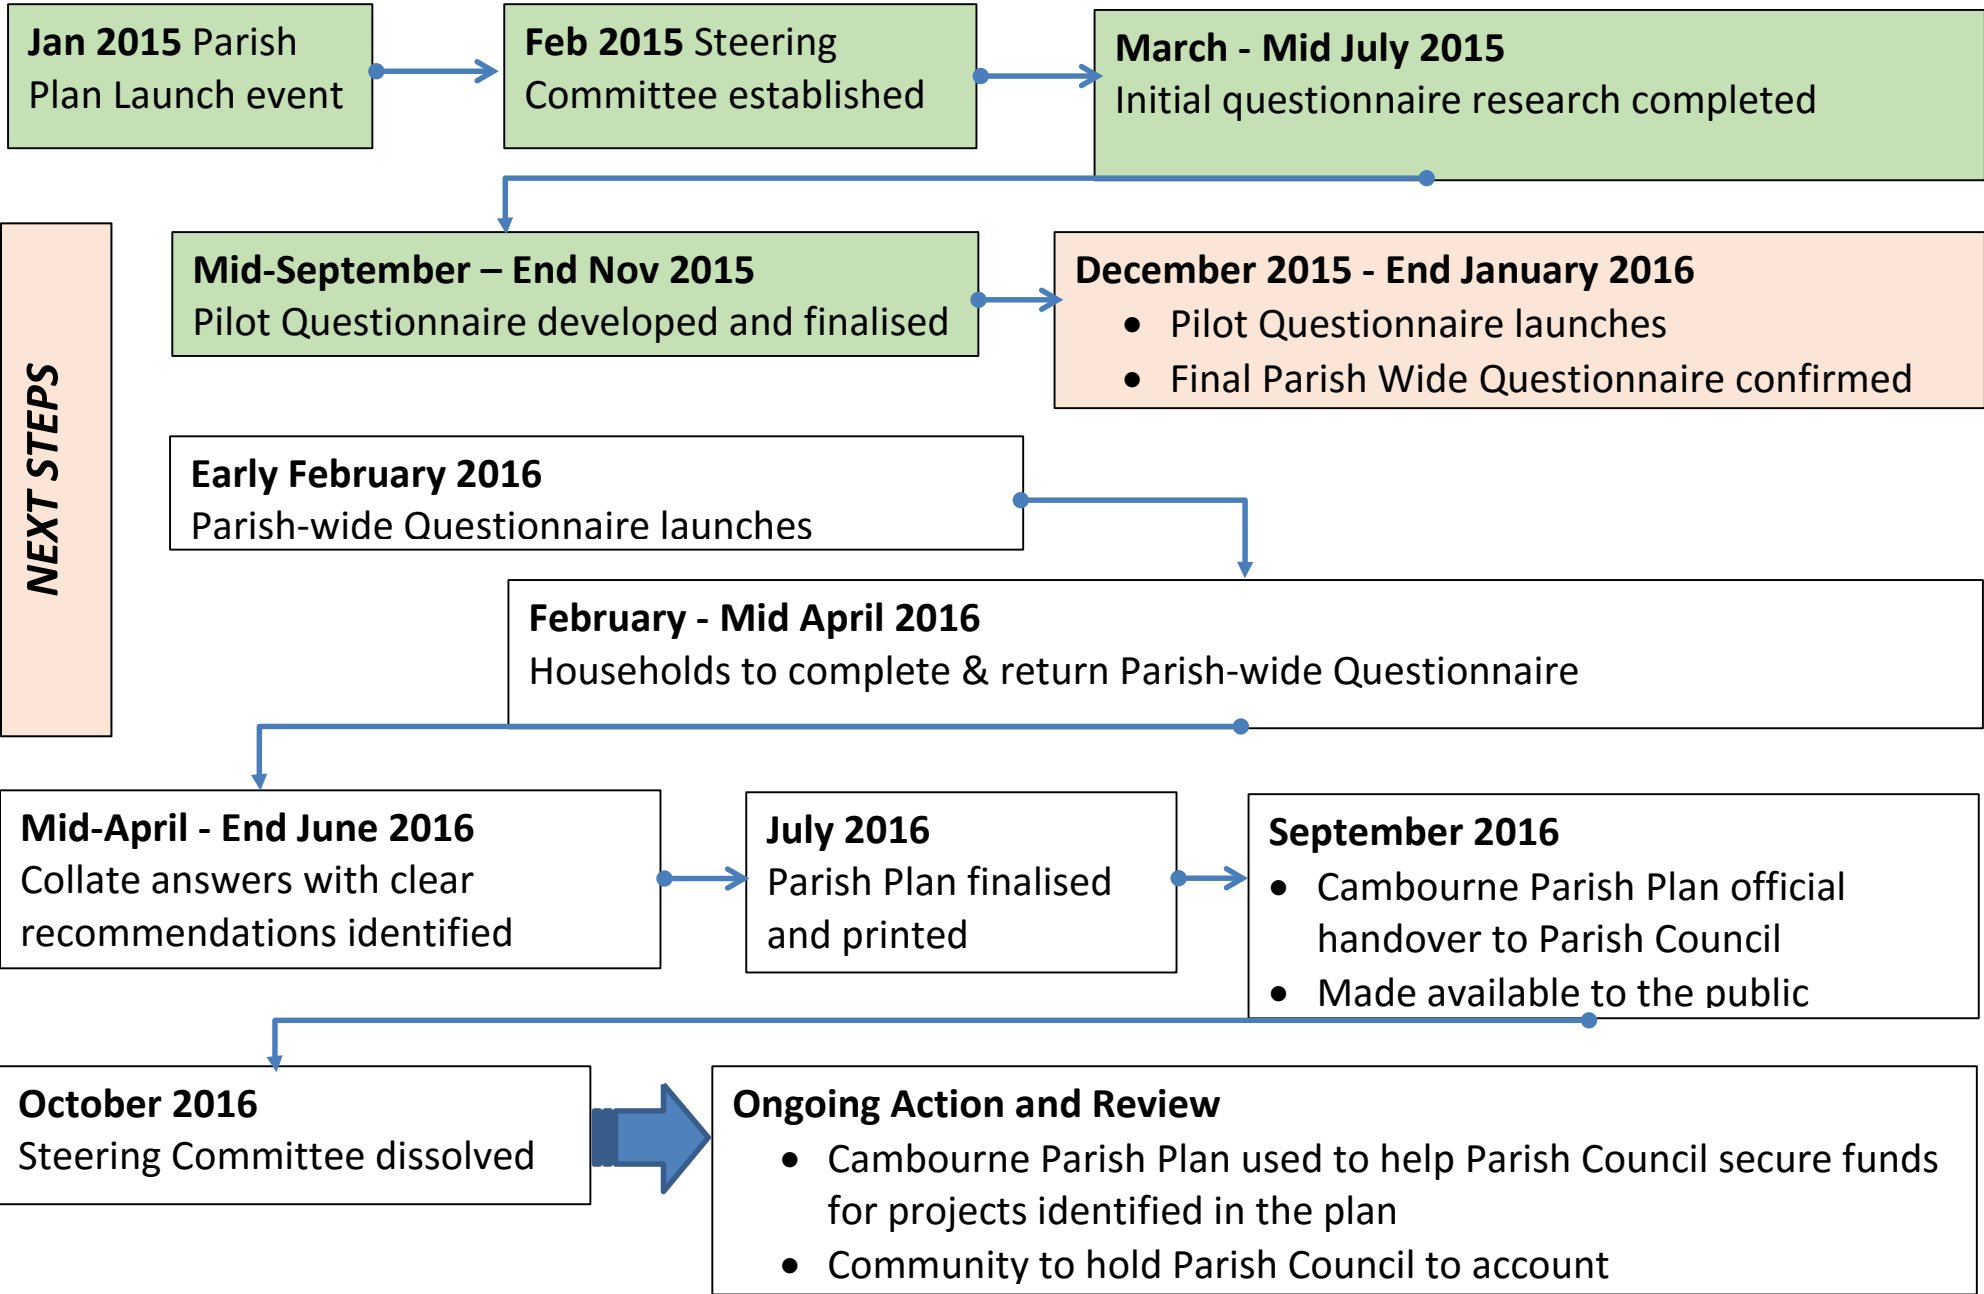 Jan 2015 Parish
Plan Launch event
Feb 2015 Steering
Committee established
March - Mid July 2015
Initial questionnaire research completed
NEXT STEPS
Mid-September – End Nov 2015
Pilot Questionnaire developed and finalised
December 2015 - End January 2016
• Pilot Questionnaire launches
• Final Parish Wide Questionnaire confirmed
Early February 2016
Parish-wide Questionnaire launches
February - Mid April 2016
Households to complete & return Parish-wide Questionnaire
Mid-April - End June 2016
Collate answers with clear
recommendations identified
July 2016
Parish Plan finalised
and printed
September 2016
• Cambourne Parish Plan official
handover to Parish Council
• Made available to the public
October 2016
Steering Committee dissolved
Ongoing Action and Review
• Cambourne Parish Plan used to help Parish Council secure funds
for projects identified in the plan
• Community to hold Parish Council to account